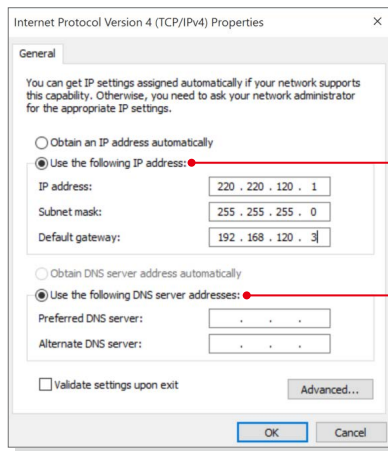 Internet Protocol Version 4 (TCP/IPv4) Properties
General
You can get IP settings assigned automatically if your network supports
this capability. Otherwise, you need to ask your network administrator
for the appropriate IP settings.
Obtain an IP address automatically
Use the following IP address:
IP address: 220 . 220 . 120 . 1
Subnet mask: 255 . 255 . 255 . 0
Default gateway: 192 . 168 . 120 . 3
Obtain DNS server address automatically
Use the following DNS server addresses:
Preferred DNS server: . . .
Alternate DNS server: . . .
Validate settings upon exit
Advanced...
OK Cancel